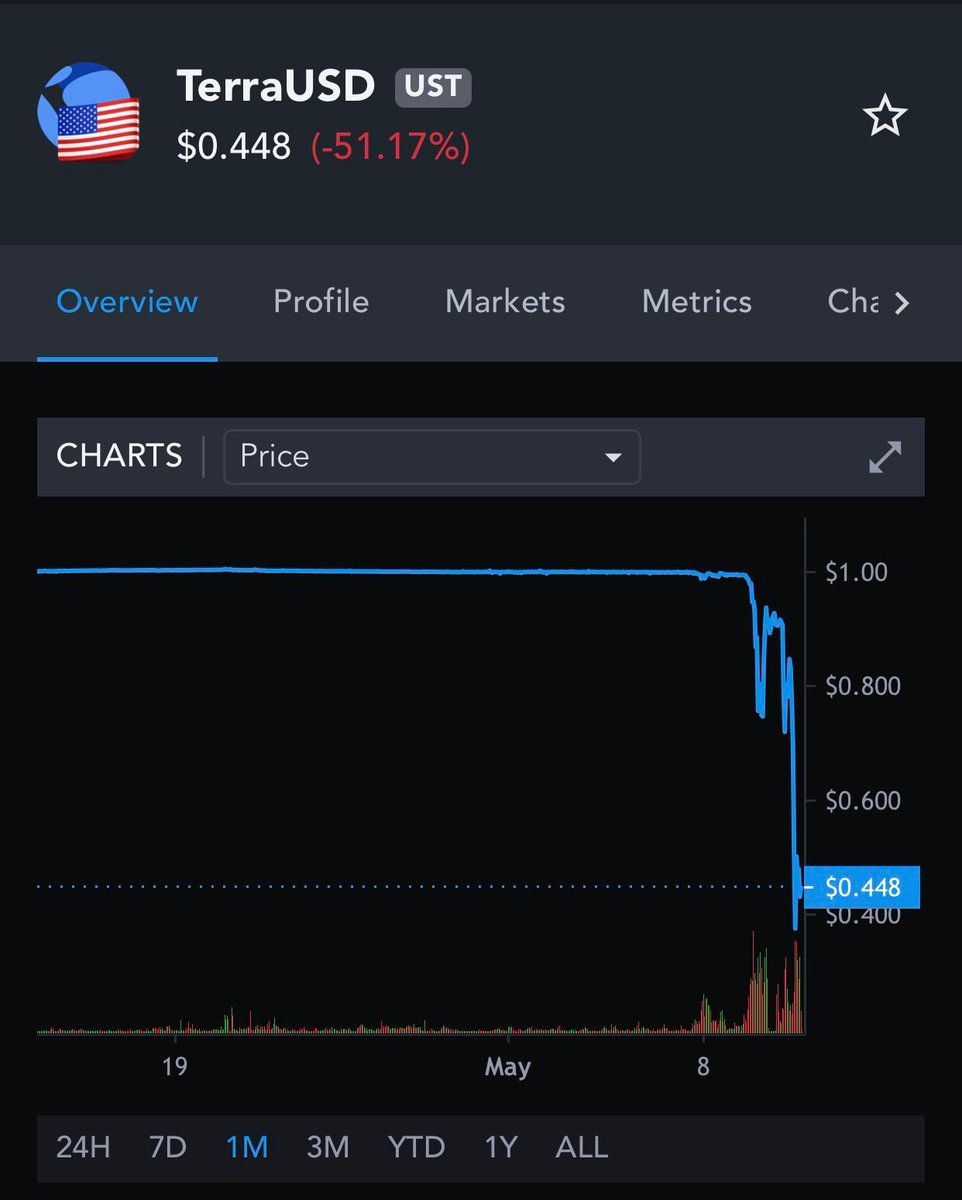 TerraUSD UST
$0.448 (-51.17%)
Overview Profile Markets Metrics Cha
CHARTS Price
$1.00
$0.800
$0.600
$0.448
$0.400
19 May 8
24H 7D 1M 3M YTD 1Y ALL